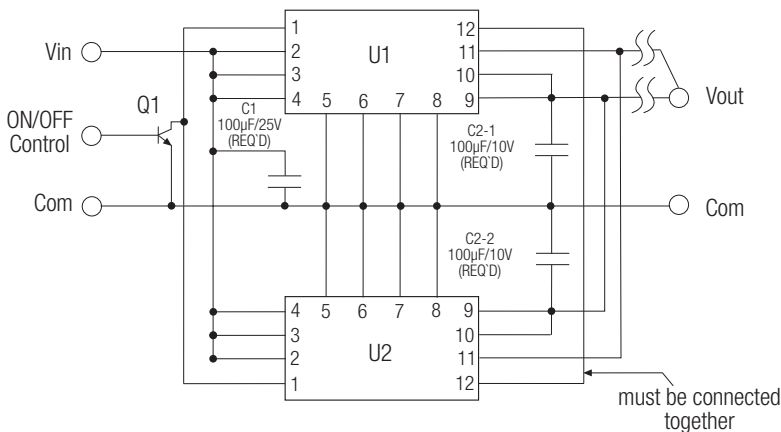 Vin
ON/OFF
Control
Com
Q1
1
2
3
4
U1
5 6 7 8
12
11
10
9
C1
100µF/25V
(REQ`D)
C2-1
100µF/10V
(REQ`D)
Vout
Com
C2-2
100µF/10V
(REQ`D)
4
3
2
1
5 6 7 8
U2
9
10
11
12
must be connected
together